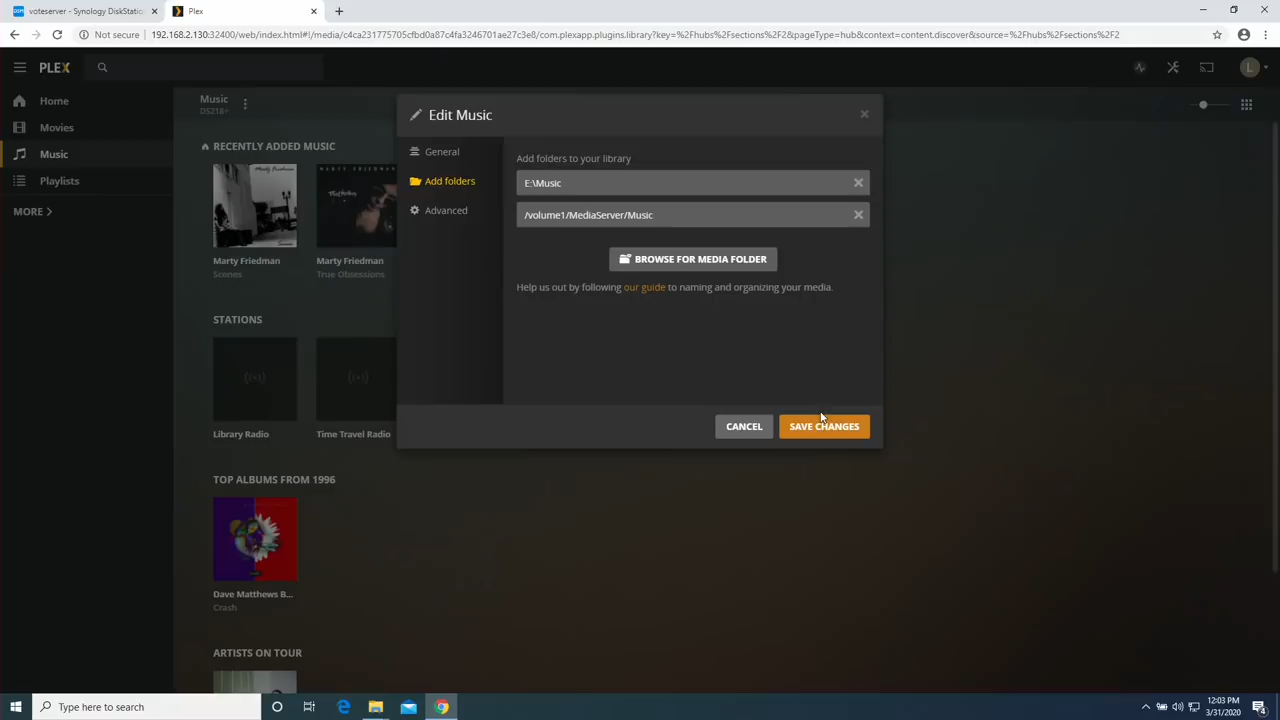 voteserver - Synology DiskStation
Plex
Not secure
192.168.2.130:32400/web/index.html#!/media/c4ca231775705cfbd0a87c4fa3246701ae27c3e8/com.plexapp.plugins.library?key=%2Fhubs%2Fsections%2F2&pageType=hub&context=content.discover&source=%2Fhubs%2Fsections%2F2
PLEX
L
Home
Movies
Music
Playlists
MORE
Music
DS218+
RECENTLY ADDED MUSIC
Marty Friedman
Scenes
Marty Friedman
True Obsessions
STATIONS
Library Radio
Time Travel Radio
TOP ALBUMS FROM 1996
Dave Matthews B...
Crash
ARTISTS ON TOUR
Edit Music
General
Add folders
Advanced
Add folders to your library
E:\Music
/volume1/MediaServer/Music
BROWSE FOR MEDIA FOLDER
Help us out by following our guide to naming and organizing your media.
CANCEL
SAVE CHANGES
Type here to search
12:03 PM
3/31/2020
4